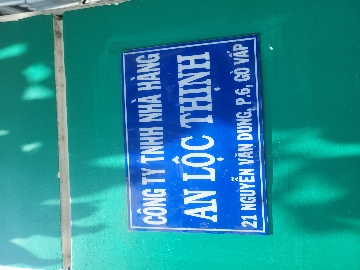 CÔNG TY TNHH NHÀ HÀNG
AN LỘC THỊNH
21 NGUYỄN VĂN DUNG, P.6, GÒ VẤP